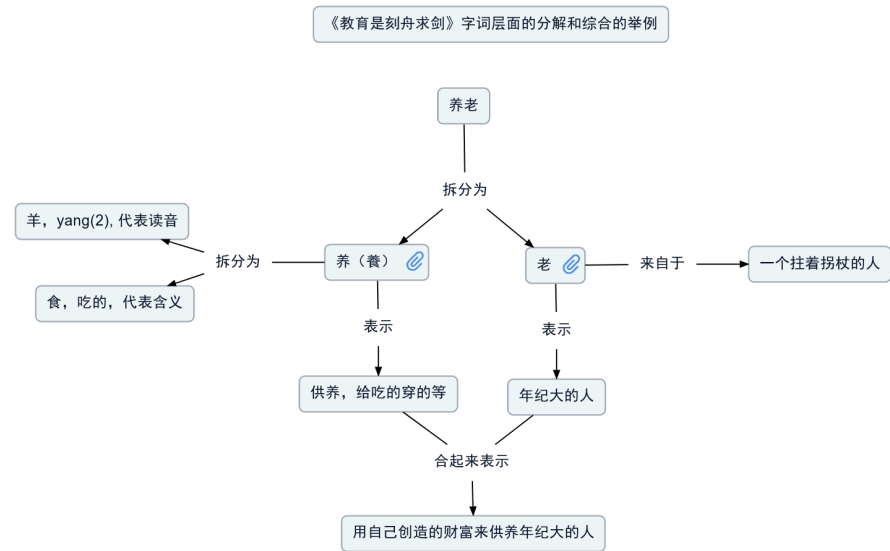 《教育是刻舟求剑》字词层面的分解和综合的举例
养老
拆分为
羊，yang(2), 代表读音
拆分为
养（養）
老
来自于
一个拄着拐杖的人
食，吃的，代表含义
表示
表示
供养，给吃的穿的等
年纪大的人
合起来表示
用自己创造的财富来供养年纪大的人